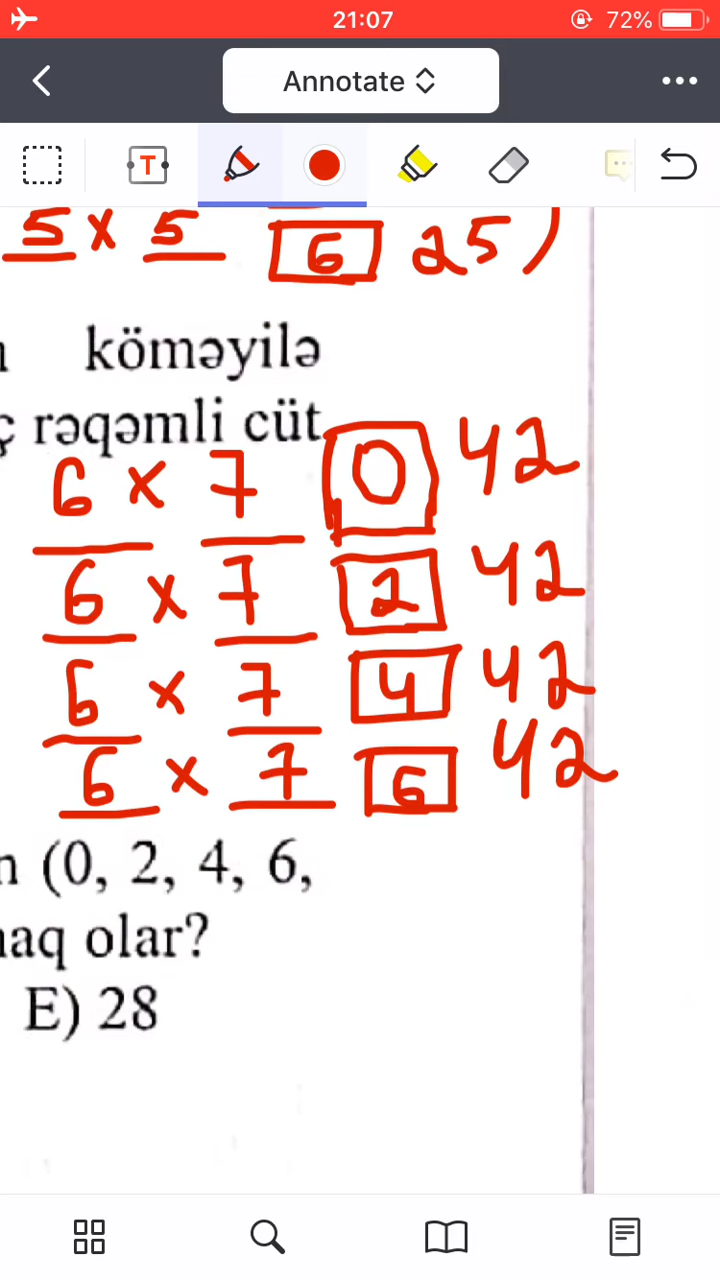 21:07 72%
Annotate
T
5 x 5 6 25)
köməyilə
rəqəmli cüt
6 x 7 0 42
6 x 7 2 42
6 x 7 4 42
6 x 7 6 42
(0, 2, 4, 6,
olar?
E) 28